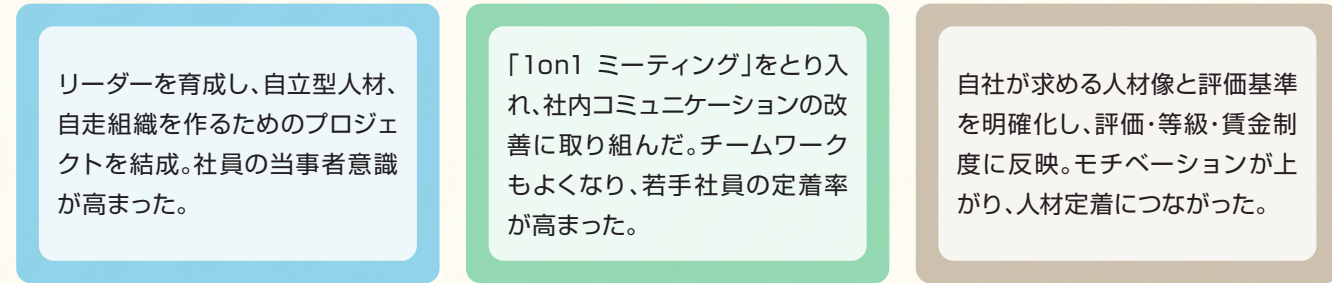 リーダーを育成し、自立型人材、
自走組織を作るためのプロジェ
クトを結成。社員の当事者意識
が高まった。
「1on1 ミーティング」をとり入
れ、社内コミュニケーションの改
善に取り組んだ。チームワーク
もよくなり、若手社員の定着率
が高まった。
自社が求める人材像と評価基準
を明確化し、評価・等級・賃金制
度に反映。モチベーションが上
がり、人材定着につながった。